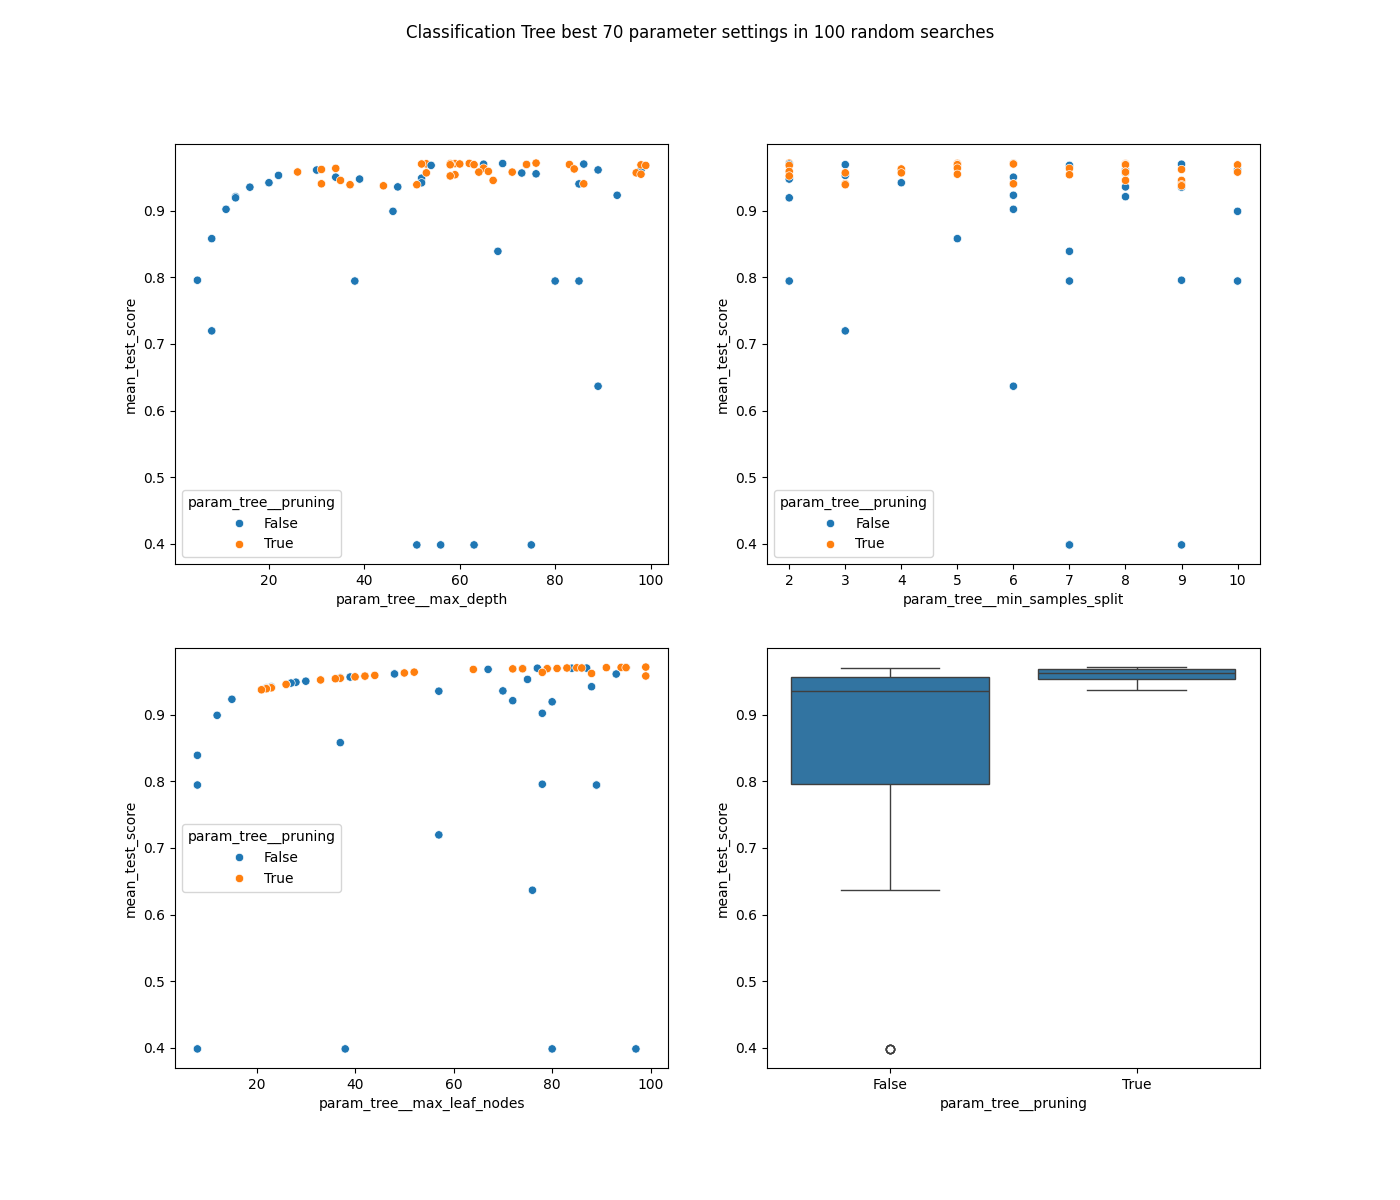 Classification Tree best 70 parameter settings in 100 random searches
mean_test_score
0.9
0.8
0.7
0.6
0.5
0.4
param_tree__pruning
False
True
20 40 60 80 100
param_tree__max_depth
mean_test_score
0.9
0.8
0.7
0.6
0.5
0.4
param_tree__pruning
False
True
2 3 4 5 6 7 8 9 10
param_tree__min_samples_split
mean_test_score
0.9
0.8
0.7
0.6
0.5
0.4
param_tree__pruning
False
True
20 40 60 80 100
param_tree__max_leaf_nodes
mean_test_score
0.9
0.8
0.7
0.6
0.5
0.4
False True
param_tree__pruning